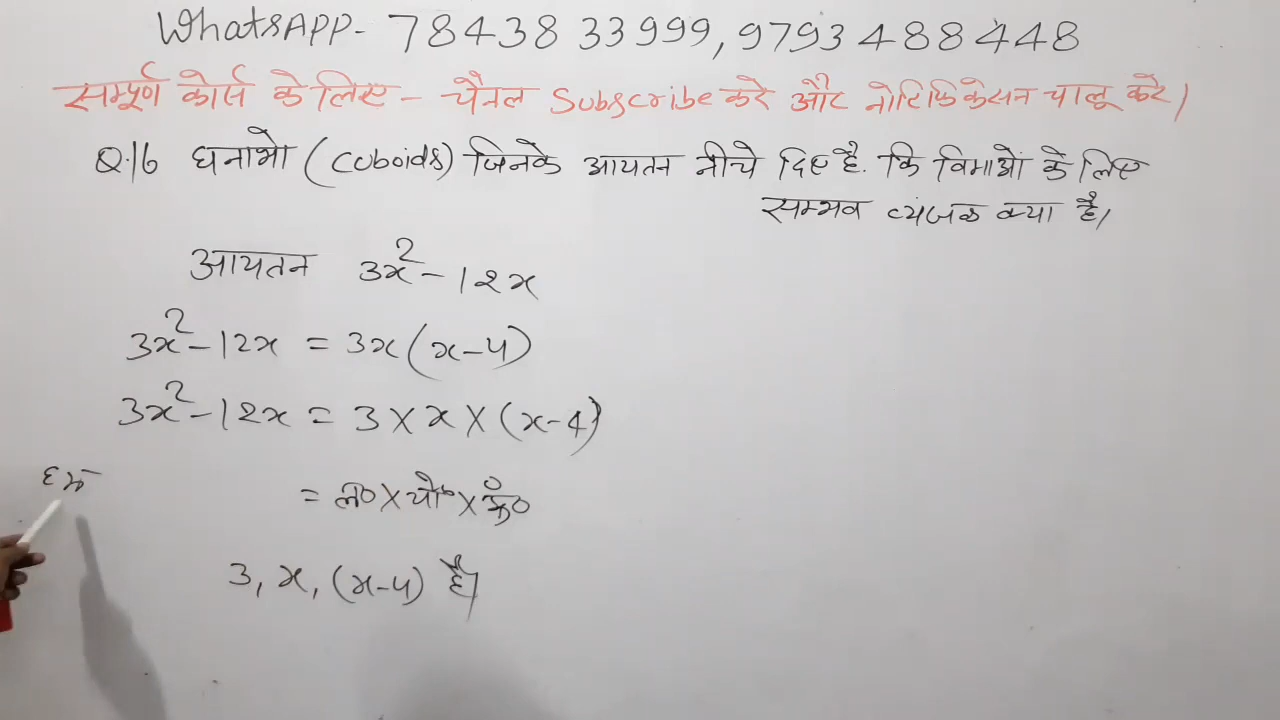 WhatsAPP- 78438 33999, 9793488448
सम्पूर्ण कोर्स के लिए - चैनल Subscribe करे और नोटिफिकेसन चालू करे।
Q.16 घनाभो (cuboids) जिनके आयतन नीचे दिए है. कि विमाओं के लिए
सम्भव व्यंजक क्या है।
आयतन 3x² - 12x
3x² - 12x = 3x(x-4)
3x² - 12x = 3 × x × (x-4)
= ल० × चौ० × ऊँ०
3, x, (x-4) है।